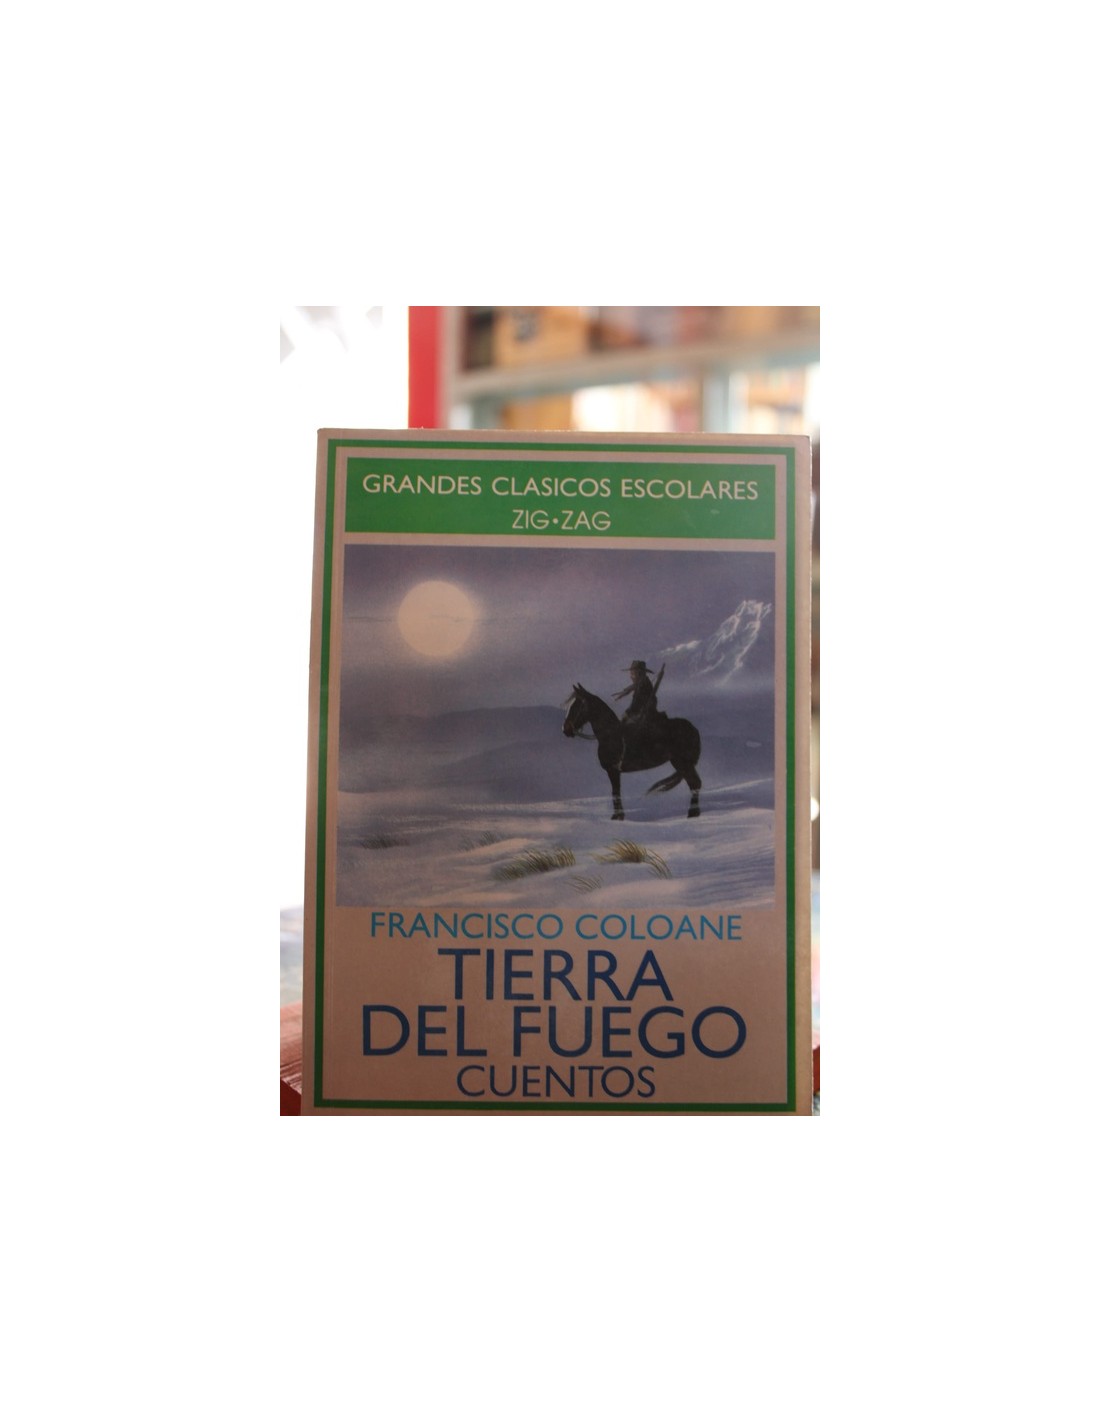 GRANDES CLASICOS ESCOLARES
ZIG•ZAG
FRANCISCO COLOANE
TIERRA
DEL FUEGO
CUENTOS